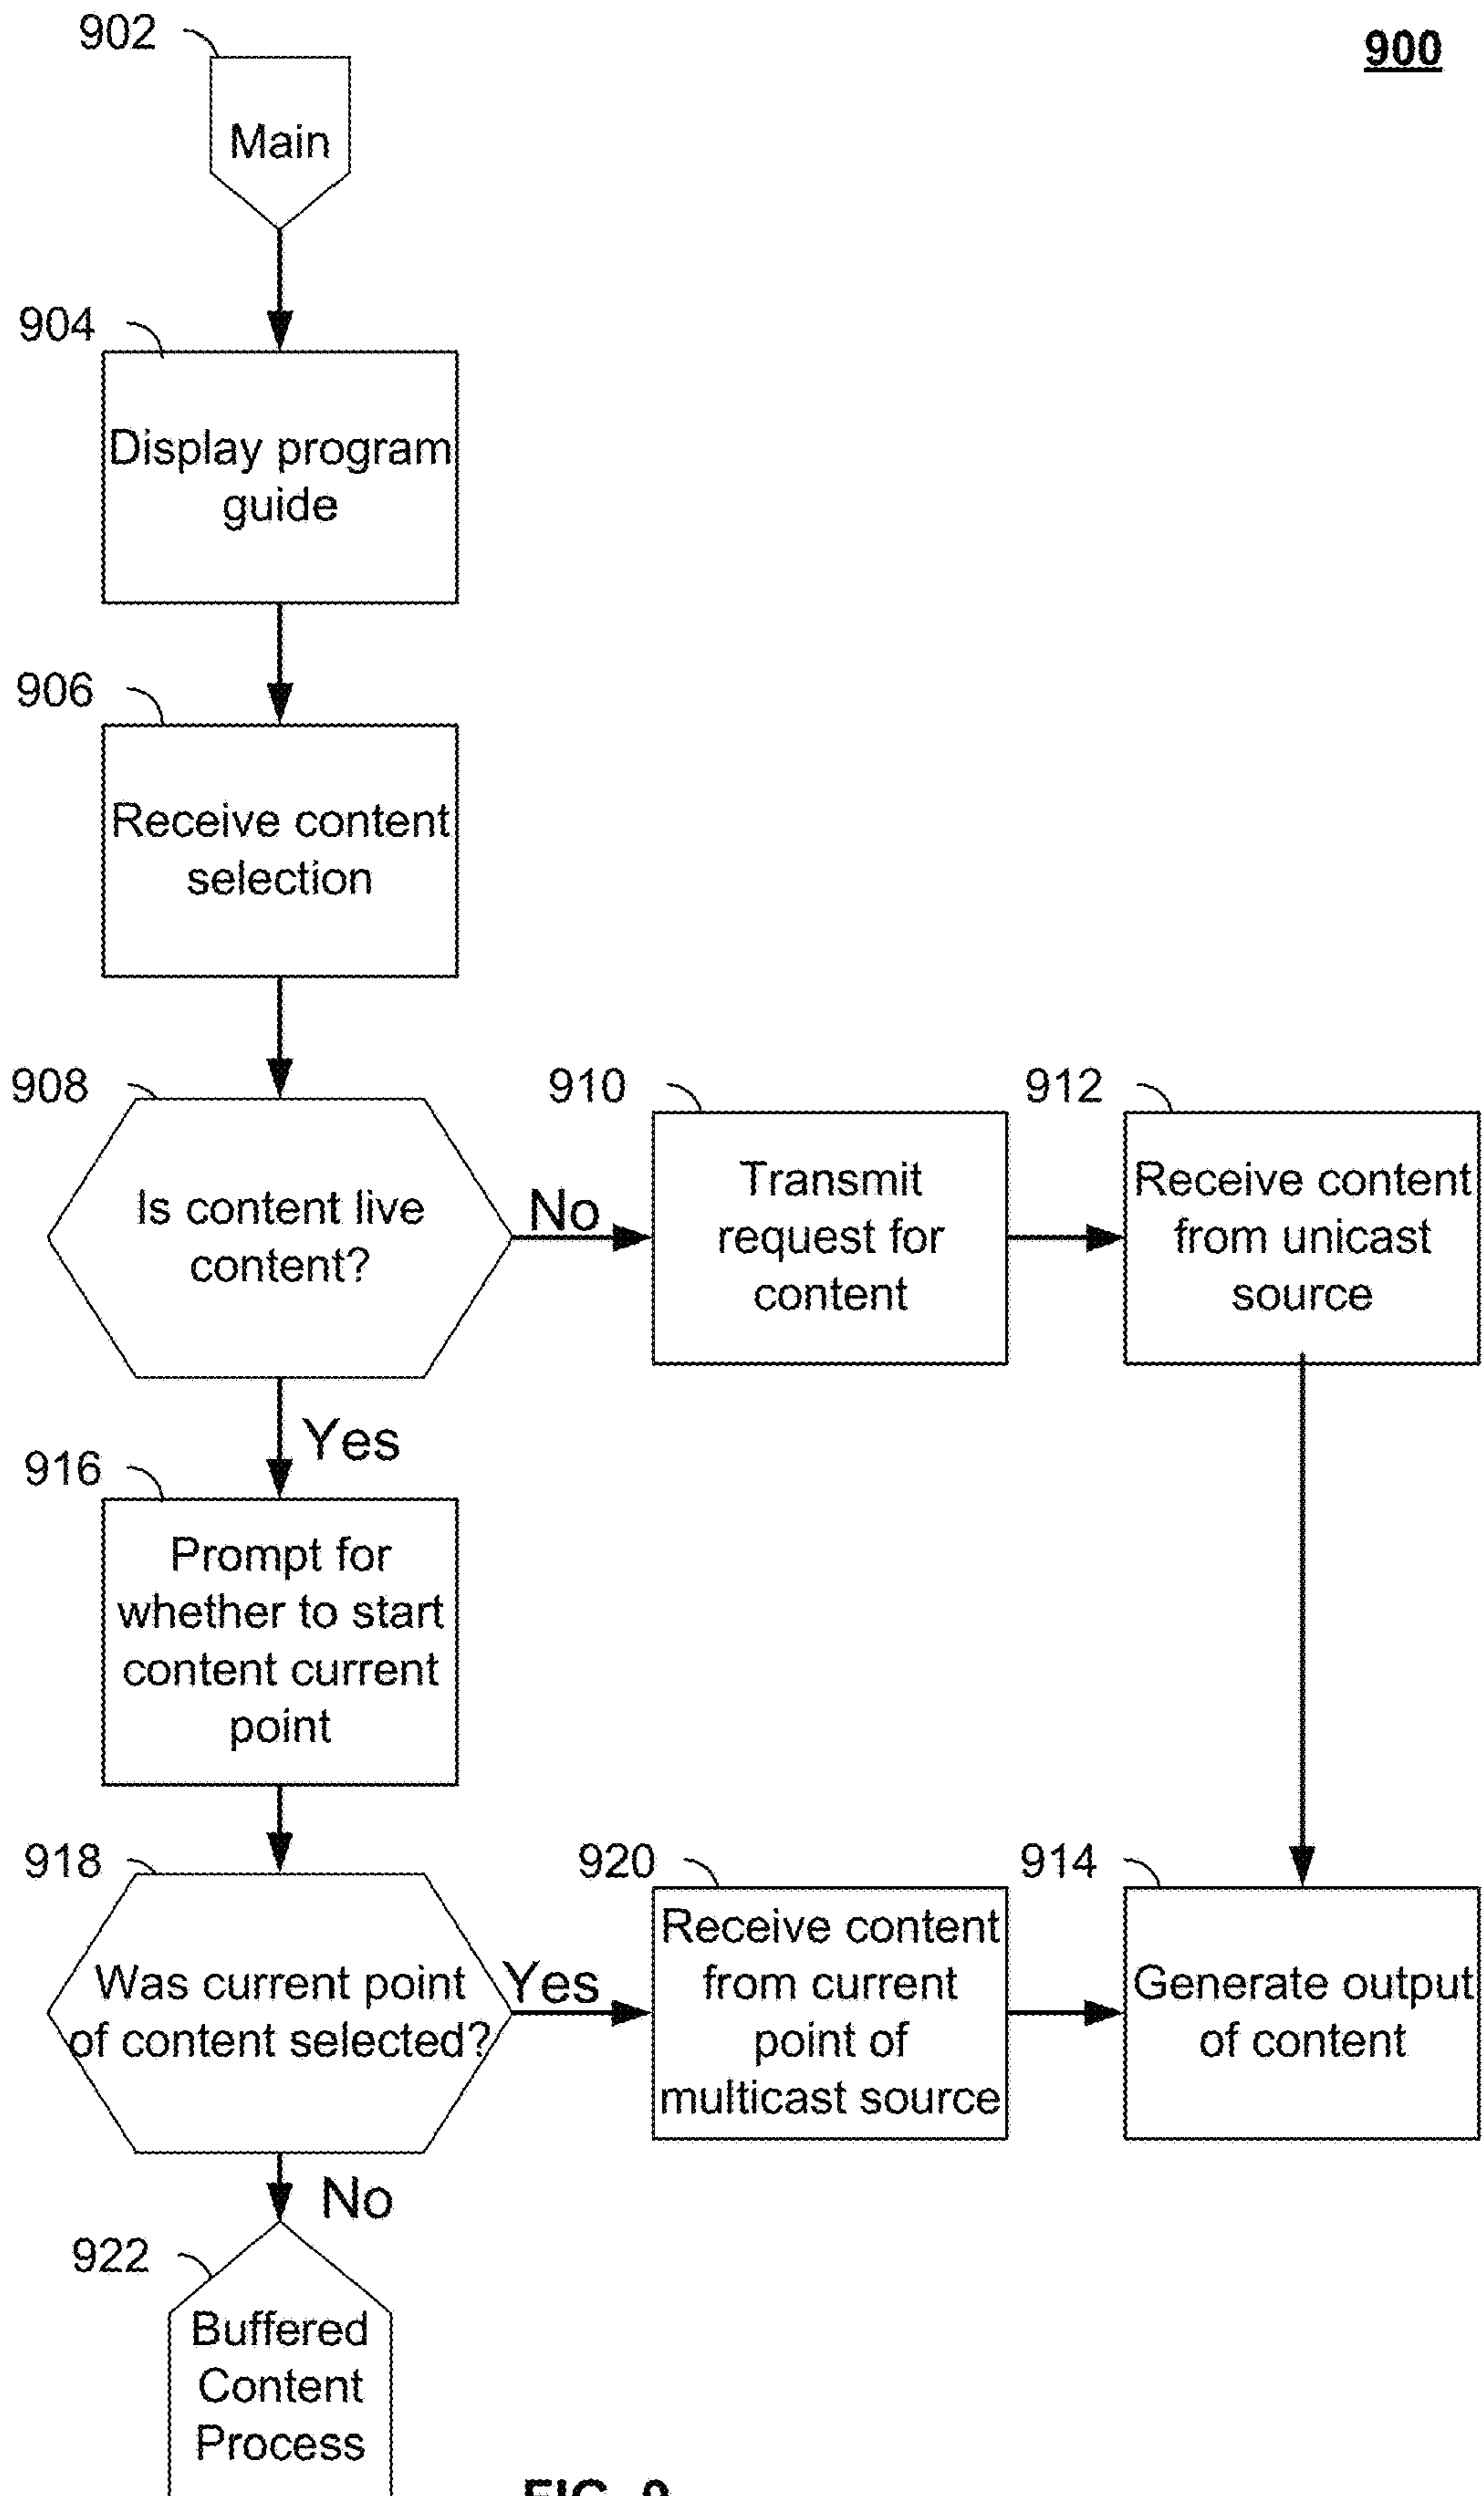 902
900
Main
904
Display program
guide
906
Receive content
selection
908
Is content live
content?
No
910
Transmit
request for
content
912
Receive content
from unicast
source
Yes
916
Prompt for
whether to start
content current
point
918
Was current point
of content selected?
Yes
920
Receive content
from current
point of
multicast source
914
Generate output
of content
No
922
Buffered
Content
Process
FIG. 9